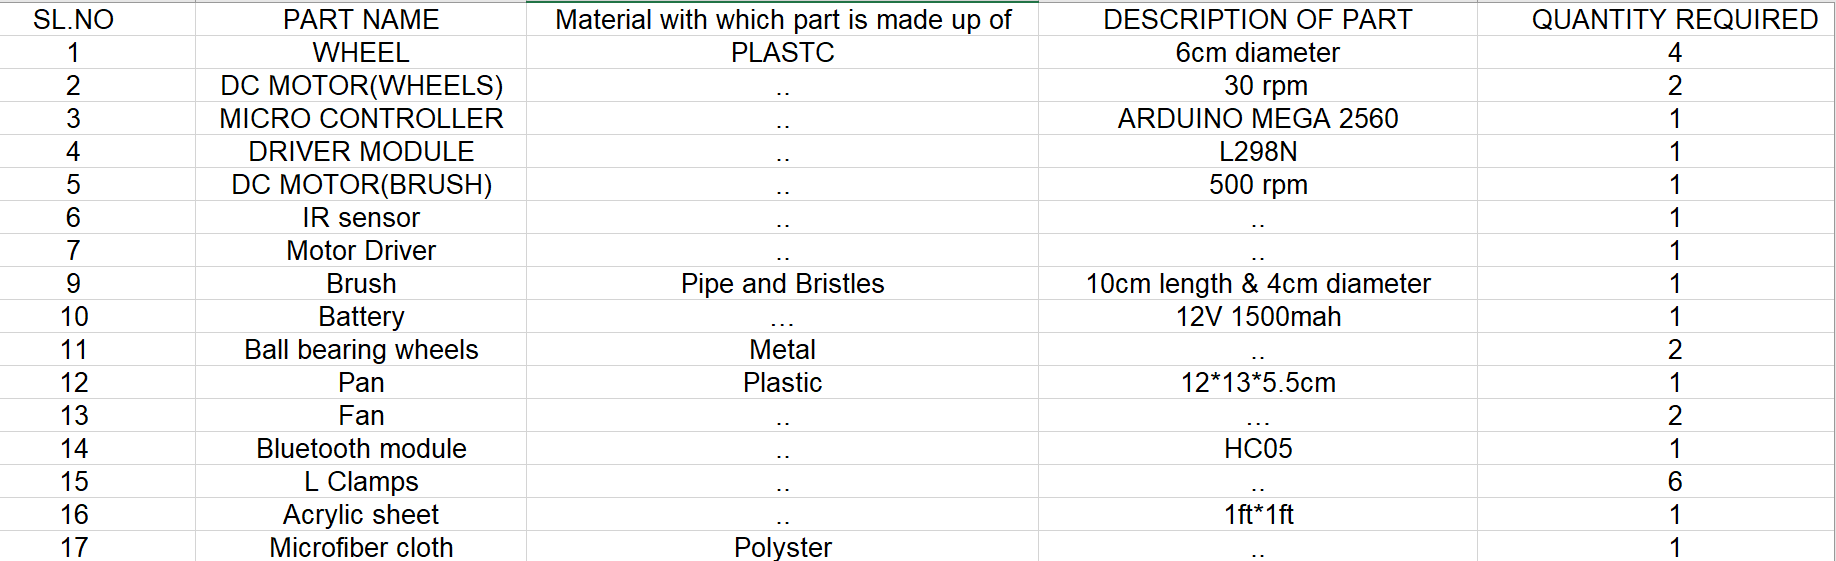 SL.NO PART NAME Material with which part is made up of DESCRIPTION OF PART QUANTITY REQUIRED
1 WHEEL PLASTC 6cm diameter 4
2 DC MOTOR(WHEELS) .. 30 rpm 2
3 MICRO CONTROLLER .. ARDUINO MEGA 2560 1
4 DRIVER MODULE .. L298N 1
5 DC MOTOR(BRUSH) .. 500 rpm 1
6 IR sensor .. .. 1
7 Motor Driver .. .. 1
9 Brush Pipe and Bristles 10cm length & 4cm diameter 1
10 Battery ... 12V 1500mah 1
11 Ball bearing wheels Metal .. 2
12 Pan Plastic 12*13*5.5cm 1
13 Fan .. ... 2
14 Bluetooth module .. HC05 1
15 L Clamps .. .. 6
16 Acrylic sheet .. 1ft*1ft 1
17 Microfiber cloth Polyster .. 1